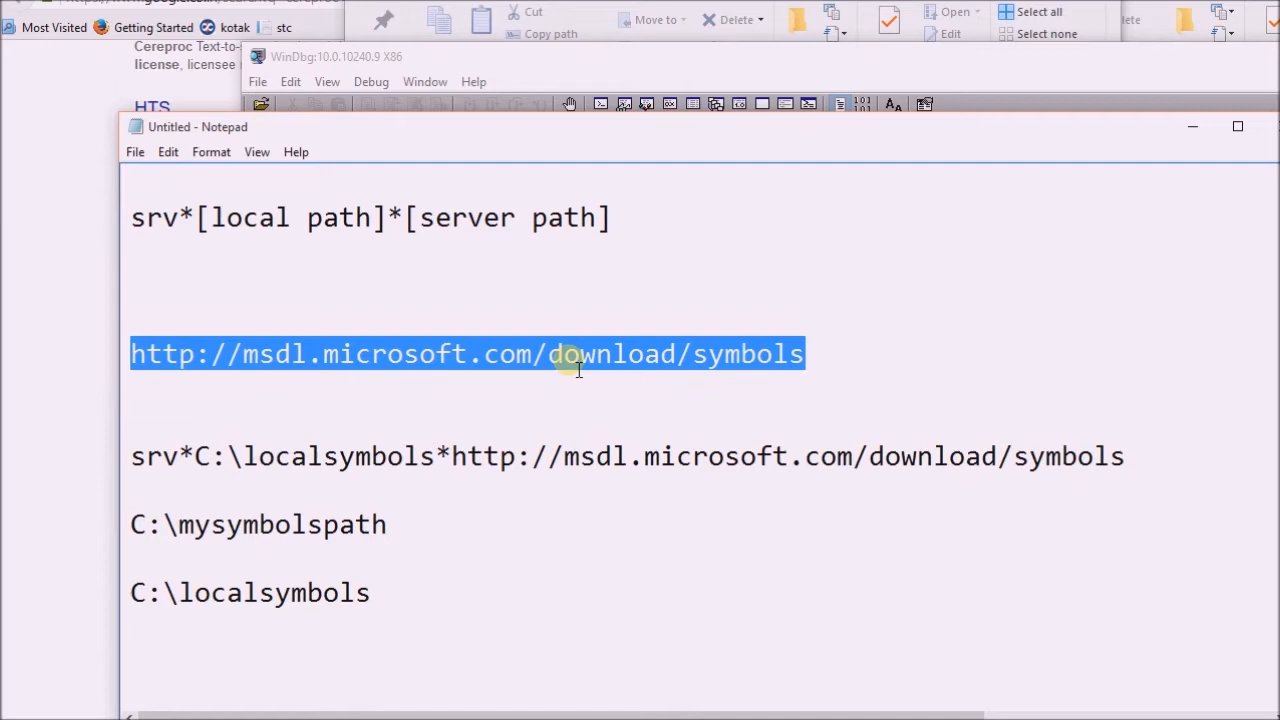 Cut
Copy path
Move to
Delete
Open
Edit
Select all
Select none
Most Visited
Getting Started
kotak
stc
Cereproc Text-to-
license, licensee
HTS
WinDbg:10.0.10240.9 X86
File Edit View Debug Window Help
Untitled - Notepad
File Edit Format View Help
srv*[local path]*[server path]
http://msdl.microsoft.com/download/symbols
srv*C:\localsymbols*http://msdl.microsoft.com/download/symbols
C:\mysymbolspath
C:\localsymbols